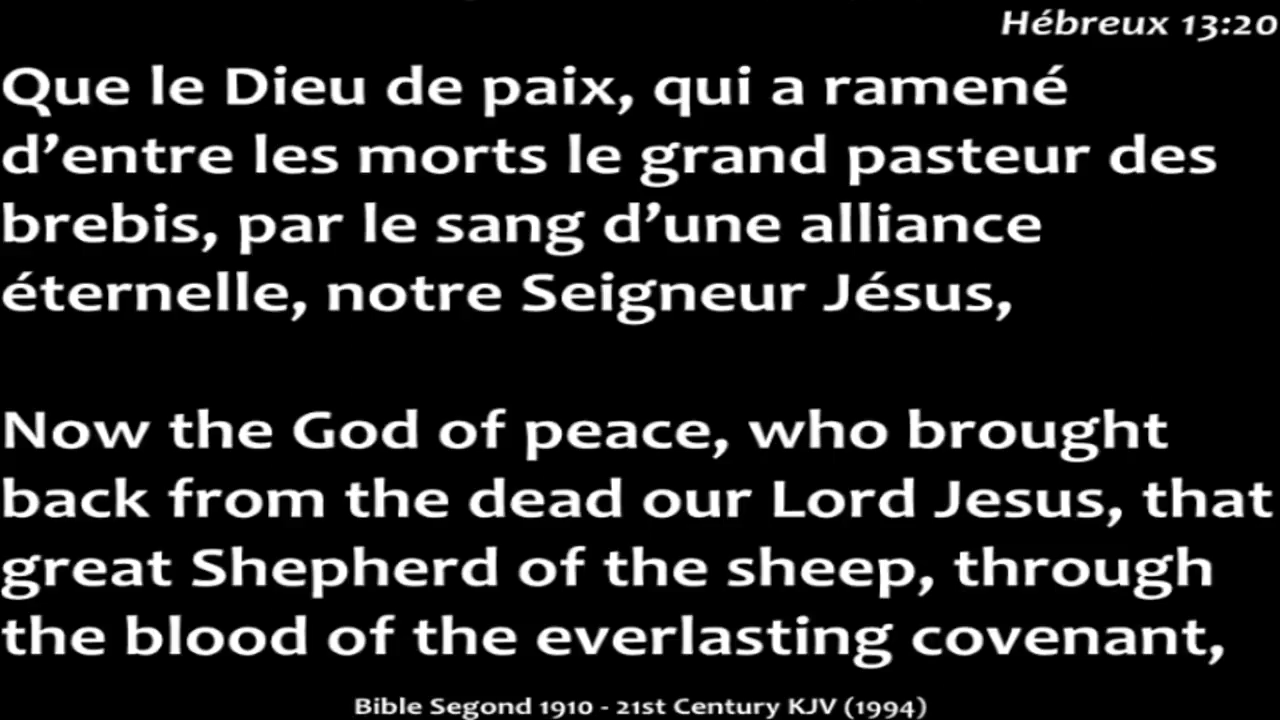 Hébreux 13:20
Que le Dieu de paix, qui a ramené
d’entre les morts le grand pasteur des
brebis, par le sang d’une alliance
éternelle, notre Seigneur Jésus,
Now the God of peace, who brought
back from the dead our Lord Jesus, that
great Shepherd of the sheep, through
the blood of the everlasting covenant,
Bible Segond 1910 - 21st Century KJV (1994)